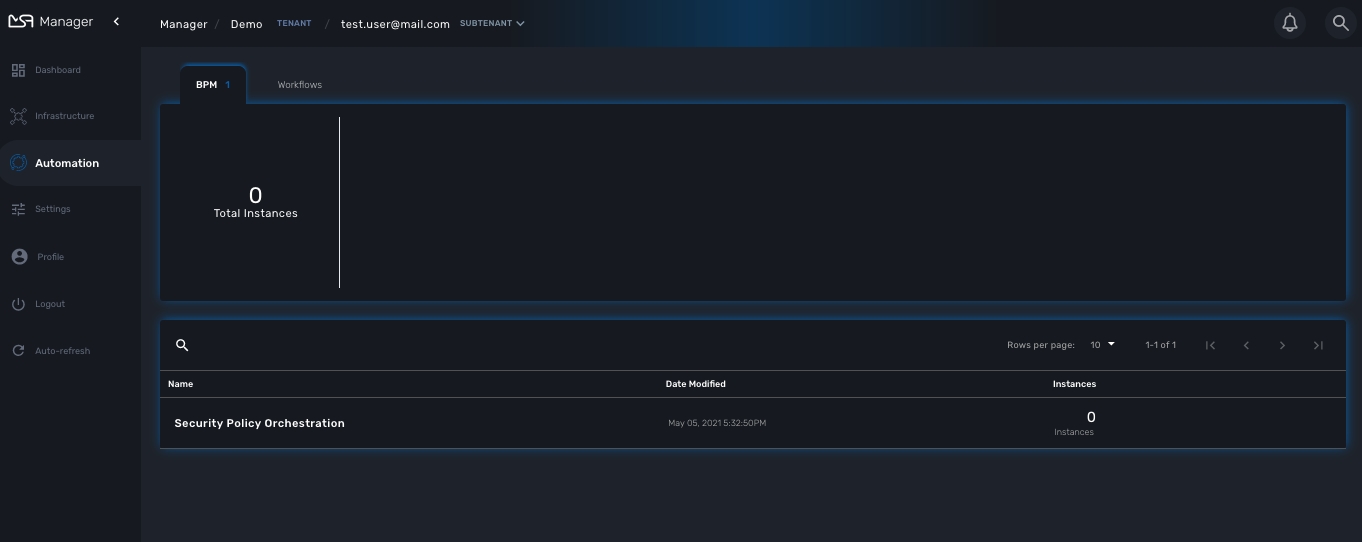 MSA Manager
Manager / Demo TENANT / test.user@mail.com SUBTENANT
Dashboard
Infrastructure
Automation
Settings
Profile
Logout
Auto-refresh
BPM 1
Workflows
0
Total Instances
Rows per page: 10 1-1 of 1
Name Date Modified Instances
Security Policy Orchestration May 05, 2021 5:32:50PM 0
Instances